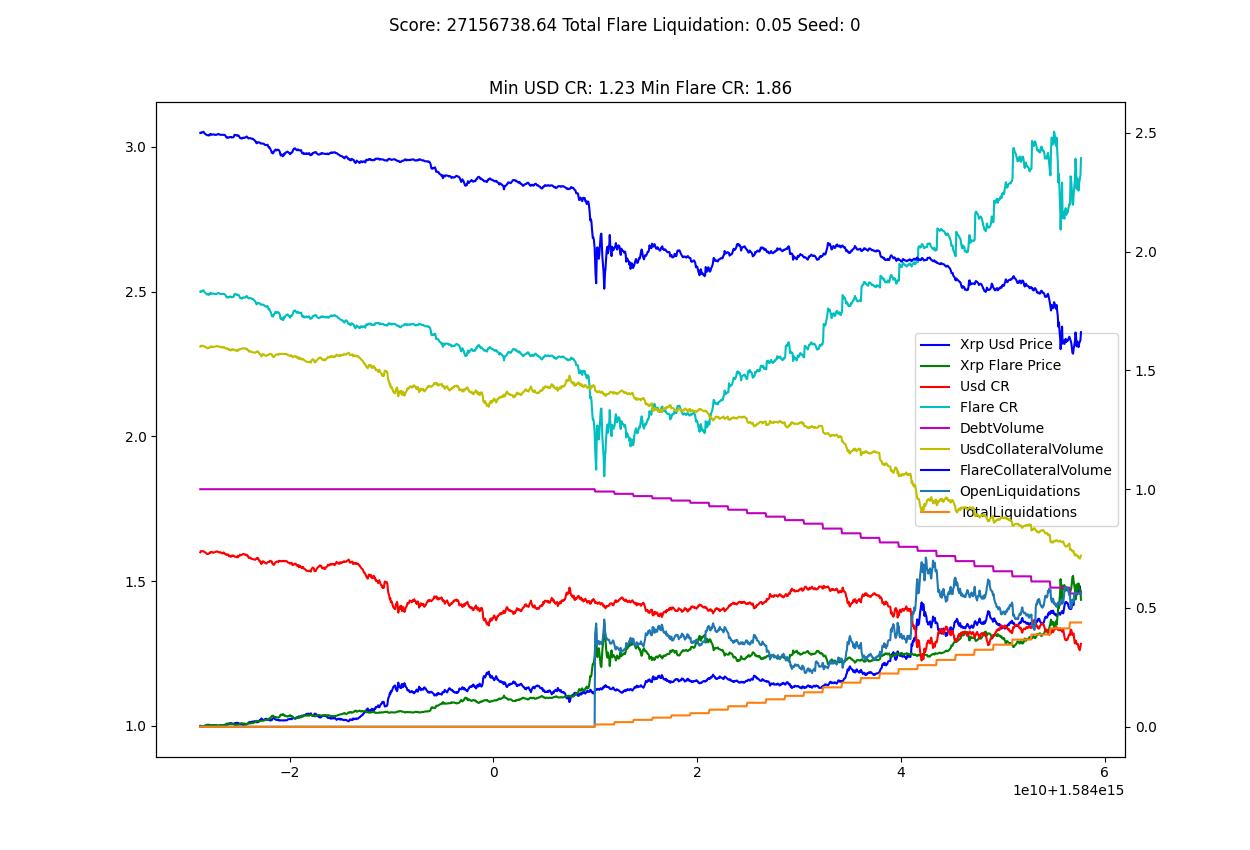 Score: 27156738.64 Total Flare Liquidation: 0.05 Seed: 0
Min USD CR: 1.23 Min Flare CR: 1.86
3.0
2.5
2.0
1.5
1.0
2.5
2.0
1.5
1.0
0.5
0.0
Xrp Usd Price
Xrp Flare Price
Usd CR
Flare CR
DebtVolume
UsdCollateralVolume
FlareCollateralVolume
OpenLiquidations
TotalLiquidations
−2 0 2 4 6
1e10+1.584e15